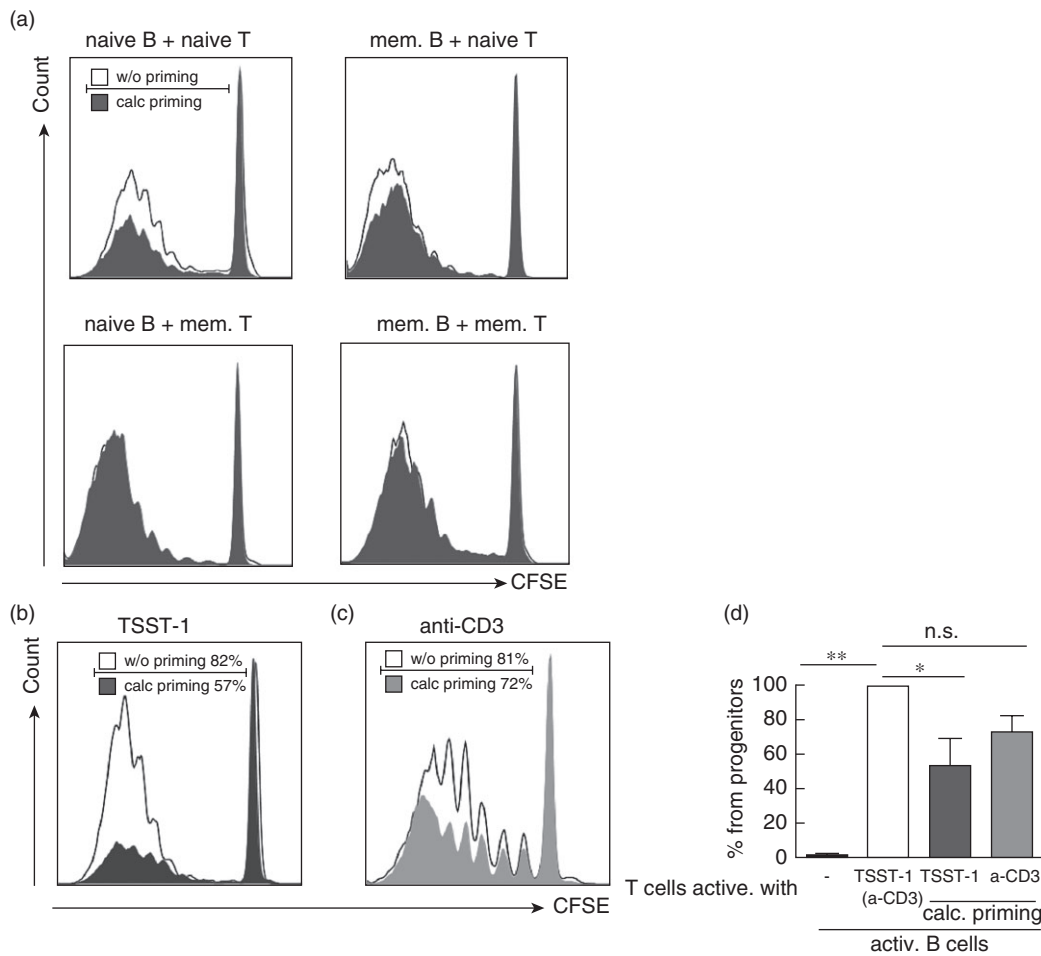 (a)
naive B + naive T
mem. B + naive T
Count
w/o priming
calc priming
naive B + mem. T
mem. B + mem. T
CFSE
(b)
TSST-1
Count
w/o priming 82%
calc priming 57%
(c)
anti-CD3
w/o priming 81%
calc priming 72%
CFSE
(d)
n.s.
**
*
% from progenitors
100
80
60
40
20
0
T cells active. with
- TSST-1 TSST-1 a-CD3
(a-CD3)
calc. priming
activ. B cells